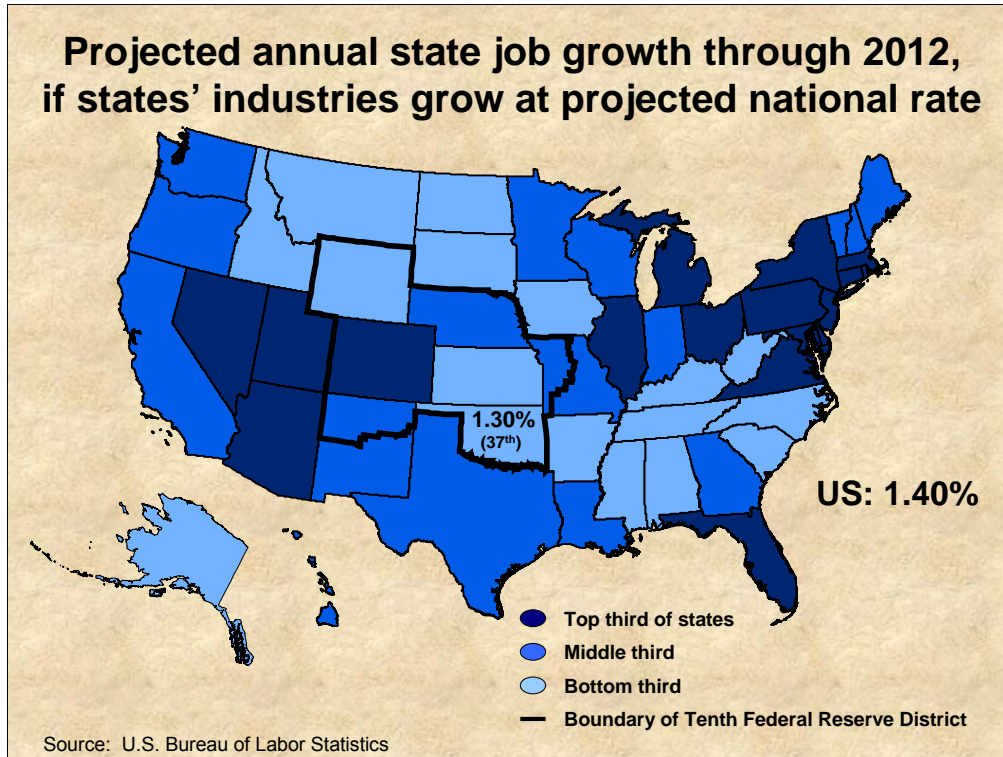 Projected annual state job growth through 2012,
if states' industries grow at projected national rate
1.30%
(37th)
US: 1.40%
Top third of states
Middle third
Bottom third
Boundary of Tenth Federal Reserve District
Source: U.S. Bureau of Labor Statistics